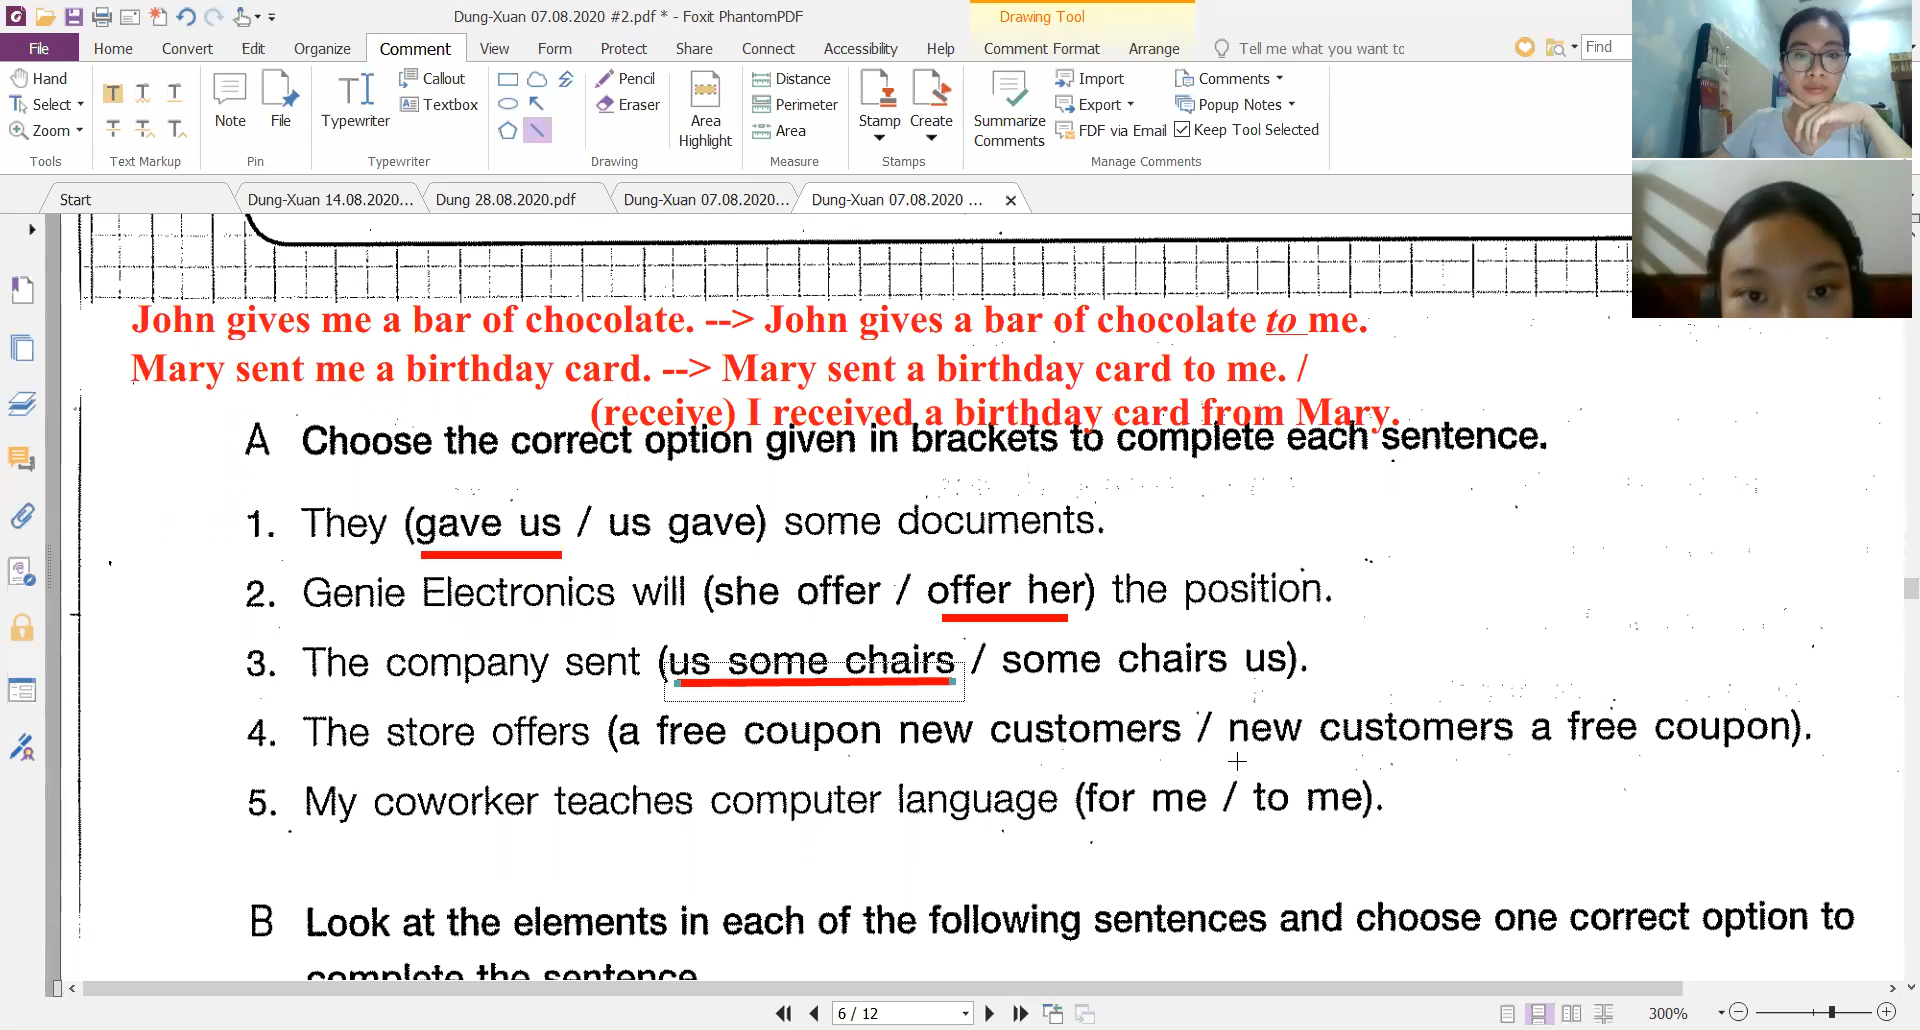 Dung-Xuan 07.08.2020 #2.pdf * - Foxit PhantomPDF
Drawing Tool
File Home Convert Edit Organize Comment View Form Protect Share Connect Accessibility Help Comment Format Arrange Tell me what you want to Find
Hand
Select
Zoom
Tools
Text Markup
Note
File
Pin
Typewriter
Callout
Textbox
Typewriter
Pencil
Eraser
Drawing
Area
Highlight
Distance
Perimeter
Area
Measure
Stamp
Create
Stamps
Summarize
Comments
Import
Export
FDF via Email
Comments
Popup Notes
Keep Tool Selected
Manage Comments
Start
Dung-Xuan 14.08.2020...
Dung 28.08.2020.pdf
Dung-Xuan 07.08.2020...
Dung-Xuan 07.08.2020 ...
John gives me a bar of chocolate. --> John gives a bar of chocolate to me.
Mary sent me a birthday card. --> Mary sent a birthday card to me. /
(receive) I received a birthday card from Mary.
A Choose the correct option given in brackets to complete each sentence.
1. They (gave us / us gave) some documents.
2. Genie Electronics will (she offer / offer her) the position.
3. The company sent (us some chairs / some chairs us).
4. The store offers (a free coupon new customers / new customers a free coupon).
5. My coworker teaches computer language (for me / to me).
B Look at the elements in each of the following sentences and choose one correct option to
complete the sentence.
6 / 12
300%